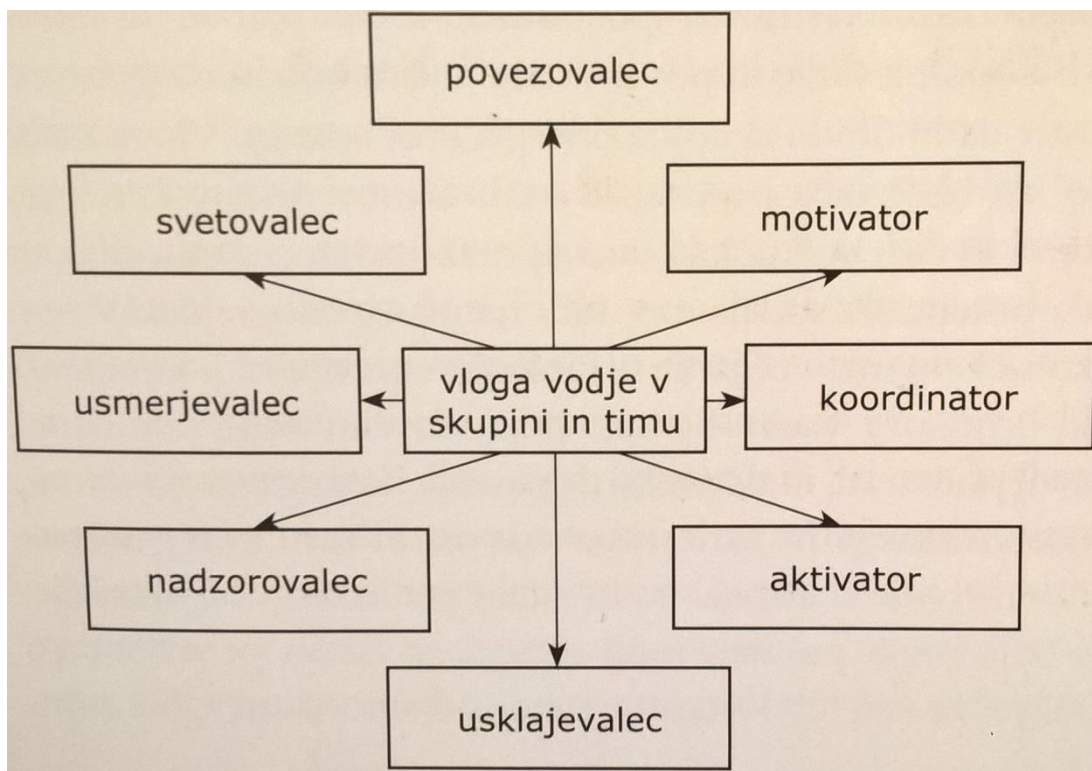 povezovalec
svetovalec
motivator
usmerjevalec
vloga vodje v
skupini in timu
koordinator
nadzorovalec
aktivator
usklajevalec